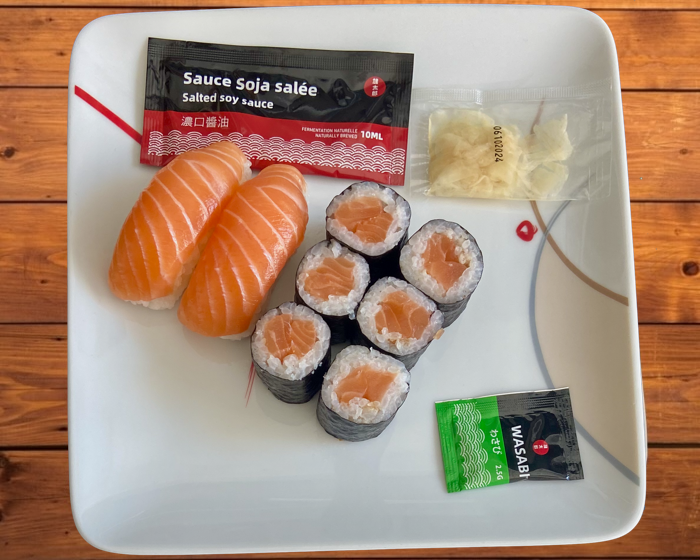 Sauce Soja salée
Salted soy sauce
濃口醤油
FERMENTATION NATURELLE
NATURALLY BREWED
10ML
06102024
わさび
2.5G
WASABI